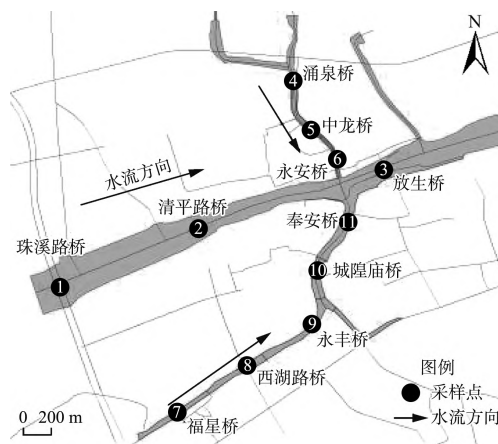 N
4
涌泉桥
5
中龙桥
永安桥
6
水流方向
3
放生桥
清平路桥
2
奉安桥
11
珠溪路桥
1
10
城隍庙桥
9
永丰桥
8
西湖路桥
7
福星桥
图例
采样点
水流方向
0 200 m